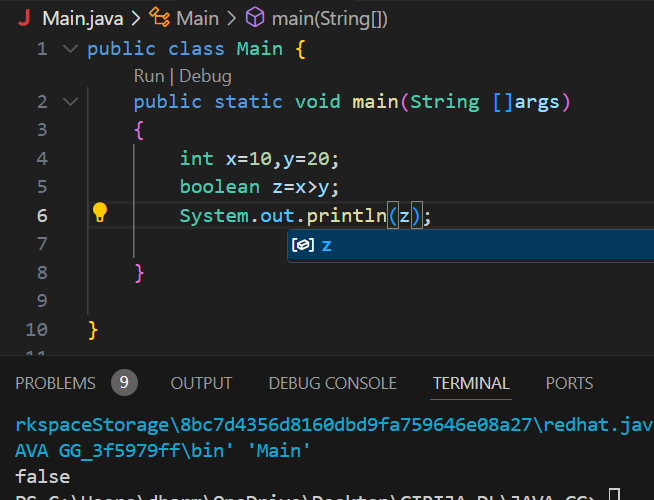 Main.java > Main > main(String[])
1 public class Main {
Run | Debug
2 public static void main(String []args)
3 {
4 int x=10,y=20;
5 boolean z=x>y;
6 System.out.println(z);
7 z
8 }
9
10 }
11
PROBLEMS 9 OUTPUT DEBUG CONSOLE TERMINAL PORTS
rkspaceStorage\8bc7d4356d8160dbd9fa759646e08a27\redhat.jav
AVA GG_3f5979ff\bin' 'Main'
false